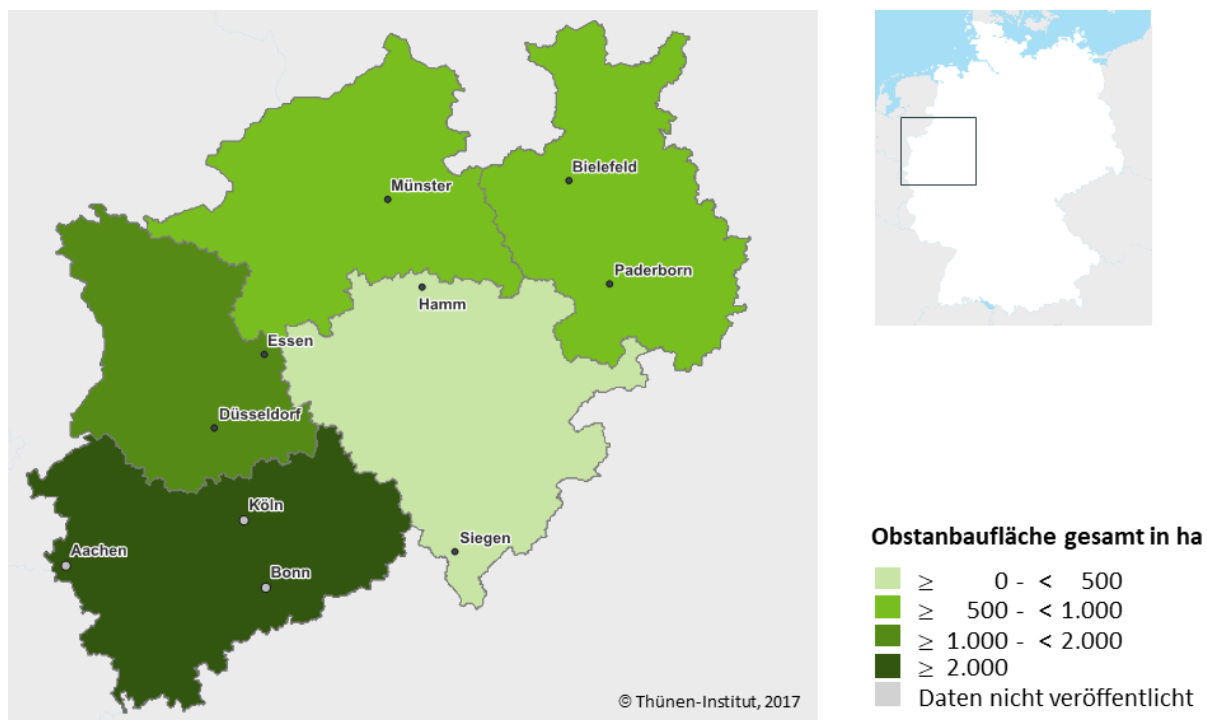 Bielefeld
Münster
Paderborn
Hamm
Essen
Düsseldorf
Köln
Siegen
Aachen
Bonn
© Thünen-Institut, 2017
Obstanbaufläche gesamt in ha
≥ 0 - < 500
≥ 500 - < 1.000
≥ 1.000 - < 2.000
≥ 2.000
Daten nicht veröffentlicht